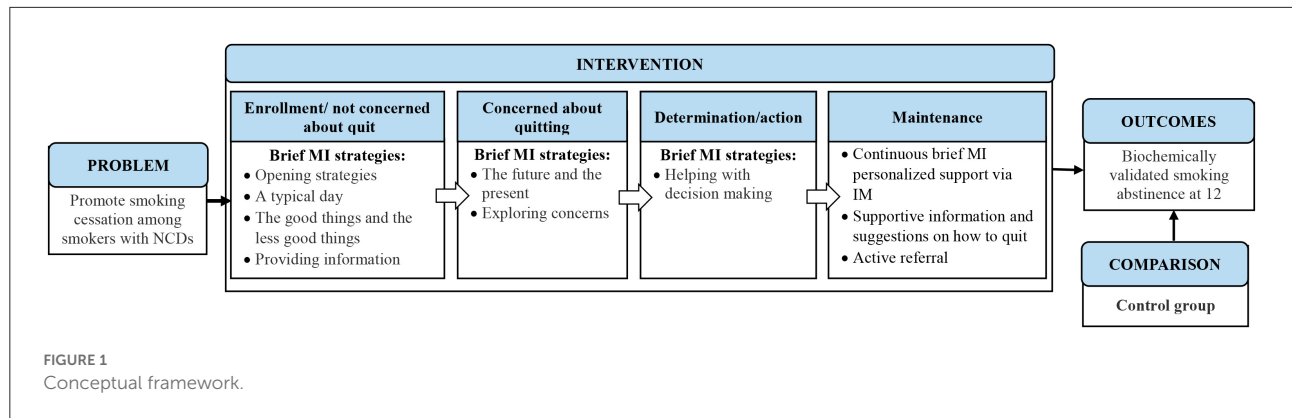 INTERVENTION
PROBLEM
Promote smoking
cessation among
smokers with NCDs
Enrollment/ not concerned
about quit
Brief MI strategies:
• Opening strategies
• A typical day
• The good things and the
less good things
• Providing information
Concerned about
quitting
Brief MI strategies:
• The future and the
present
• Exploring concerns
Determination/action
Brief MI strategies:
• Helping with
decision making
Maintenance
• Continuous brief MI
personalized support via
IM
• Supportive information and
suggestions on how to quit
• Active referral
OUTCOMES
Biochemically
validated smoking
abstinence at 12
COMPARISON
Control group
FIGURE 1
Conceptual framework.